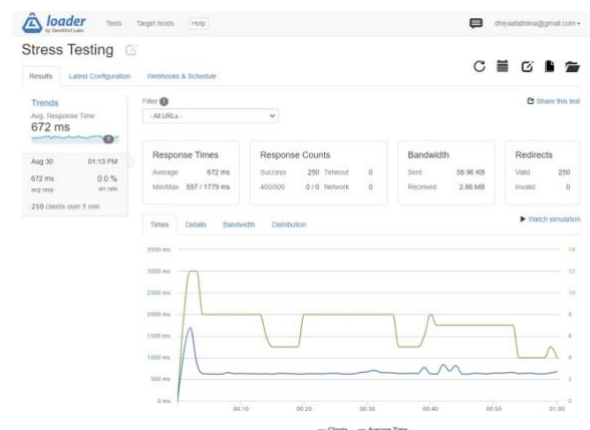 loader
by SendGrid Labs
Tests Target hosts Help
Stress Testing
Results Latest Configuration Webhooks & Schedule
Trends
Avg. Response Time
672 ms
Aug 30 01:13 PM
672 ms 0.0 %
avg resp err rate
250 clients over 1 min
Filter
- All URLs -
Share this test
Response Times
Average 672 ms
Min/Max 597 / 1779 ms
Response Counts
Success 250 Timeout 0
400/500 0 / 0 Network 0
Bandwidth
Sent 58.96 KB
Received 2.86 MB
Redirects
Valid 250
Invalid 0
Times Details Bandwidth Distribution
Watch simulation
3500 ms 14
3000 ms 12
2500 ms 10
2000 ms 8
1500 ms 6
1000 ms 4
500 ms 2
0 ms 0
00:10 00:20 00:30 00:40 00:50 01:00
Clients Average Time